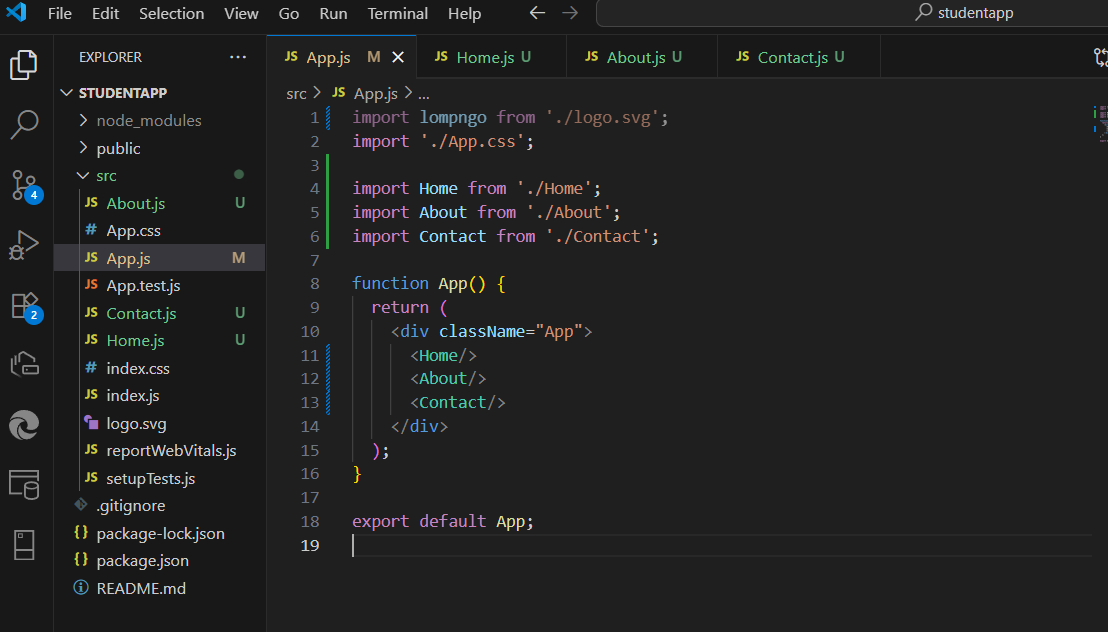 File Edit Selection View Go Run Terminal Help studentapp
EXPLORER
STUDENTAPP
node_modules
public
src
JS About.js U
# App.css
JS App.js M
JS App.test.js
JS Contact.js U
JS Home.js U
# index.css
JS index.js
logo.svg
JS reportWebVitals.js
JS setupTests.js
.gitignore
{} package-lock.json
{} package.json
README.md
4
2
JS App.js M
JS Home.js U
JS About.js U
JS Contact.js U
src > JS App.js > ...
1 import lompngo from './logo.svg';
2 import './App.css';
3
4 import Home from './Home';
5 import About from './About';
6 import Contact from './Contact';
7
8 function App() {
9 return (
10 <div className="App">
11 <Home/>
12 <About/>
13 <Contact/>
14 </div>
15 );
16 }
17
18 export default App;
19